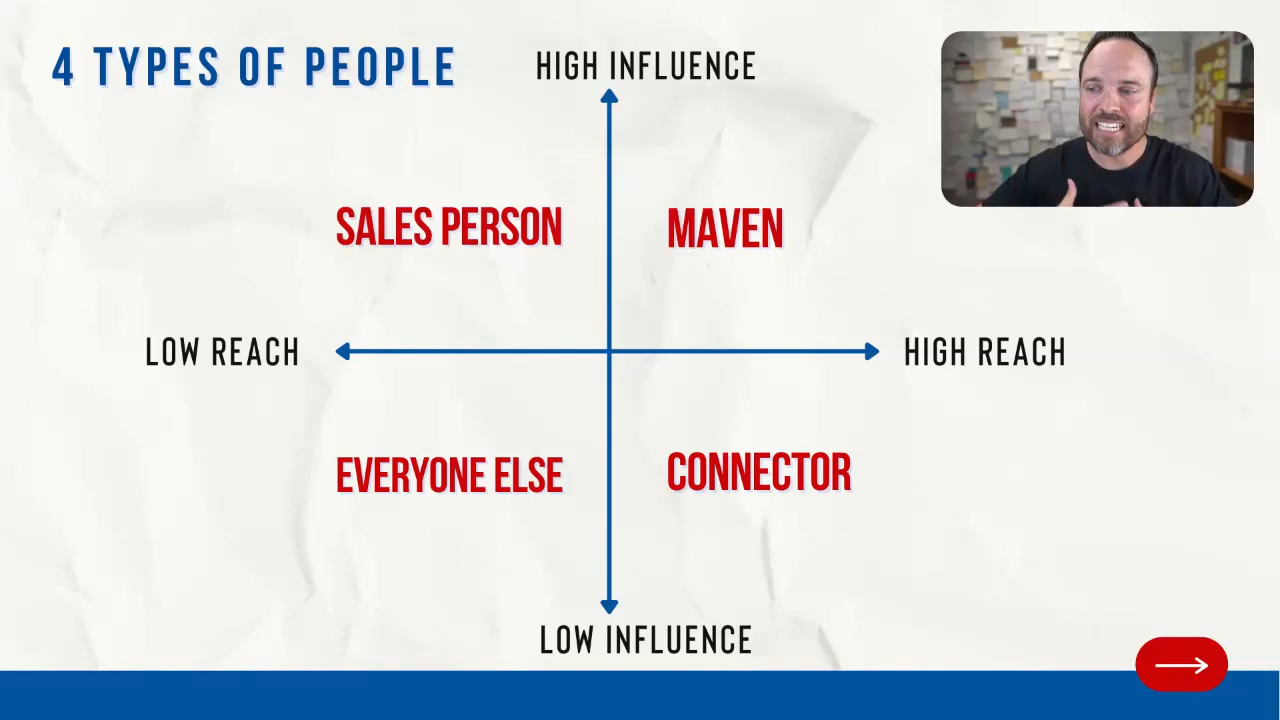 4 TYPES OF PEOPLE
HIGH INFLUENCE
SALES PERSON
MAVEN
LOW REACH
HIGH REACH
EVERYONE ELSE
CONNECTOR
LOW INFLUENCE